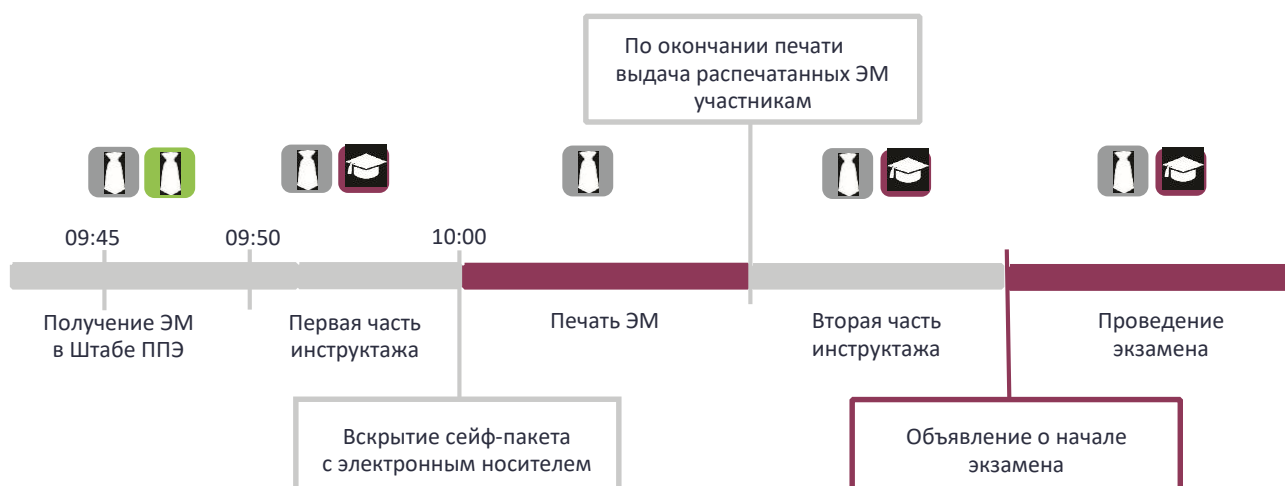 По окончании печати
выдача распечатанных ЭМ
участникам
09:45
09:50
10:00
Получение ЭМ
в Штабе ППЭ
Первая часть
инструктажа
Печать ЭМ
Вторая часть
инструктажа
Проведение
экзамена
Вскрытие сейф-пакета
с электронным носителем
Объявление о начале
экзамена